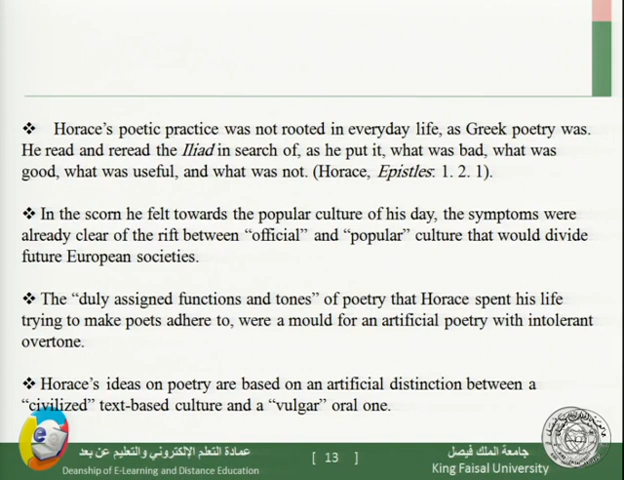 ❖ Horace's poetic practice was not rooted in everyday life, as Greek poetry was.
He read and reread the Iliad in search of, as he put it, what was bad, what was
good, what was useful, and what was not. (Horace, Epistles: 1. 2. 1).
❖ In the scorn he felt towards the popular culture of his day, the symptoms were
already clear of the rift between “official” and “popular” culture that would divide
future European societies.
❖ The “duly assigned functions and tones” of poetry that Horace spent his life
trying to make poets adhere to, were a mould for an artificial poetry with intolerant
overtone.
❖ Horace's ideas on poetry are based on an artificial distinction between a
“civilized” text-based culture and a “vulgar” oral one.
عمادة التعلم الإلكتروني والتعليم عن بعد
Deanship of E-Learning and Distance Education
[ 13 ]
جامعة الملك فيصل
King Faisal University